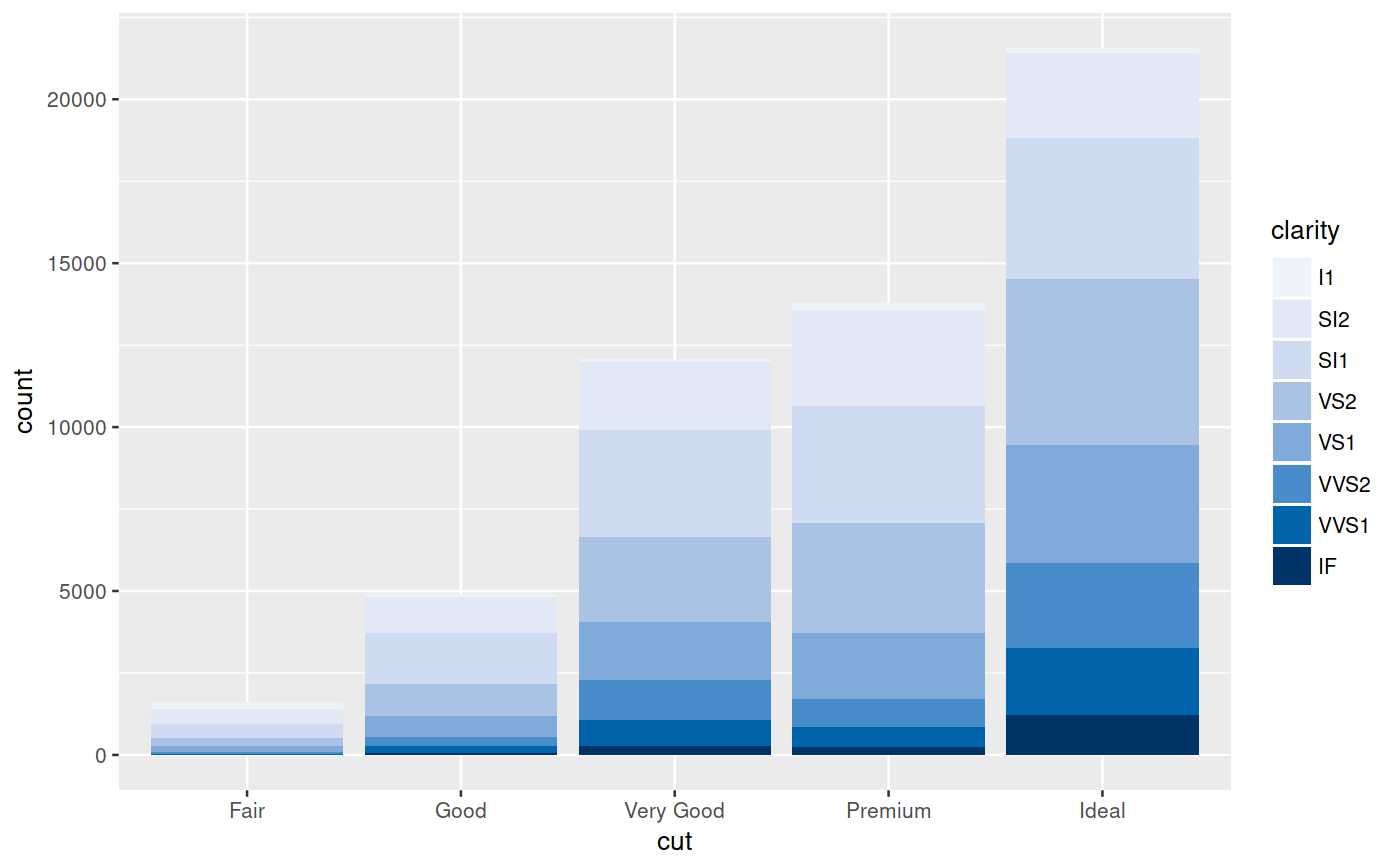 20000
15000
10000
5000
0
count
Fair Good Very Good Premium Ideal
cut
clarity
I1
SI2
SI1
VS2
VS1
VVS2
VVS1
IF